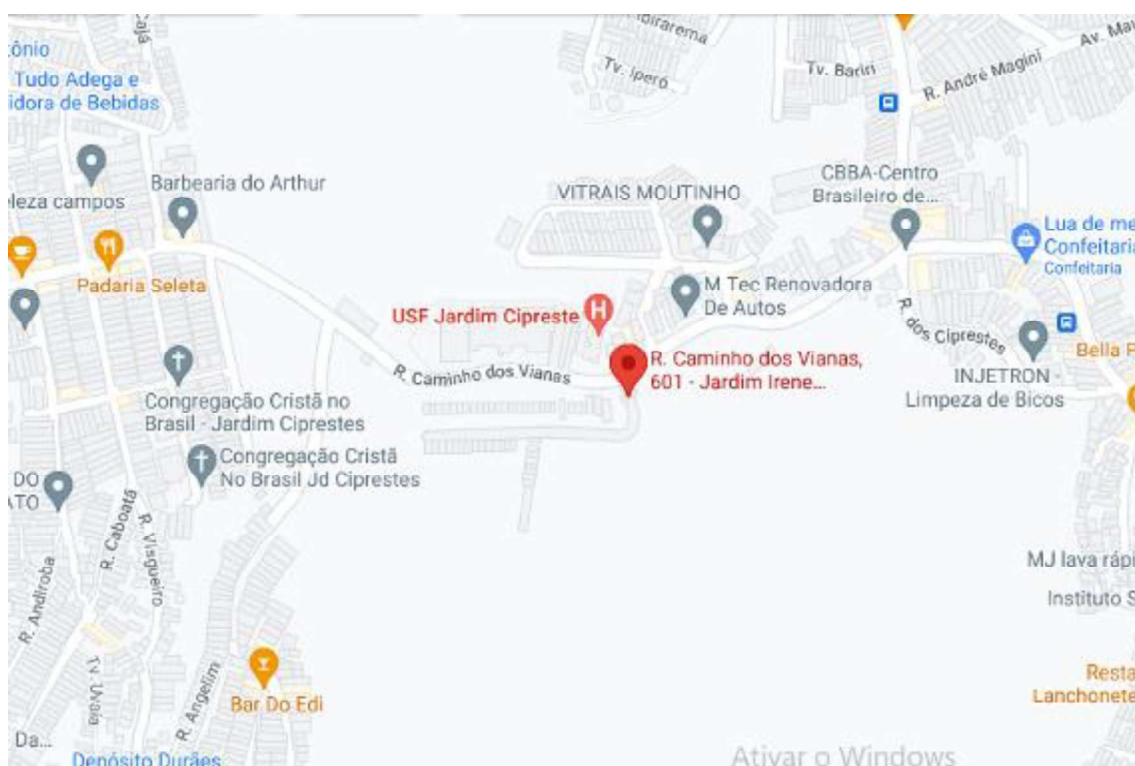 Cajá
birarema
Av. Mau
ônio
Tudo Adega e
idora de Bebidas
Tv. Iperó
Tv. Bariri
R. André Magini
Barbearia do Arthur
eleza campos
VITRAIS MOUTINHO
CBBA-Centro
Brasileiro de...
Lua de me
Confeitaria
Confeitaria
Padaria Seleta
USF Jardim Cipreste
H
M Tec Renovadora
De Autos
R. dos Ciprestes
R. Caminho dos Vianas
R. Caminho dos Vianas,
601 - Jardim Irene...
Bella P
INJETRON -
Limpeza de Bicos
Congregação Cristã no
Brasil - Jardim Ciprestes
Congregação Cristã
No Brasil Jd Ciprestes
DO
ATO
R. Caboatã
R. Visgueiro
R. Andiroba
MJ lava rápi
Instituto S
Tv. Uvaia
R. Angelim
Bar Do Edi
Resta
Lanchonete
Da...
Depósito Durães
Ativar o Windows